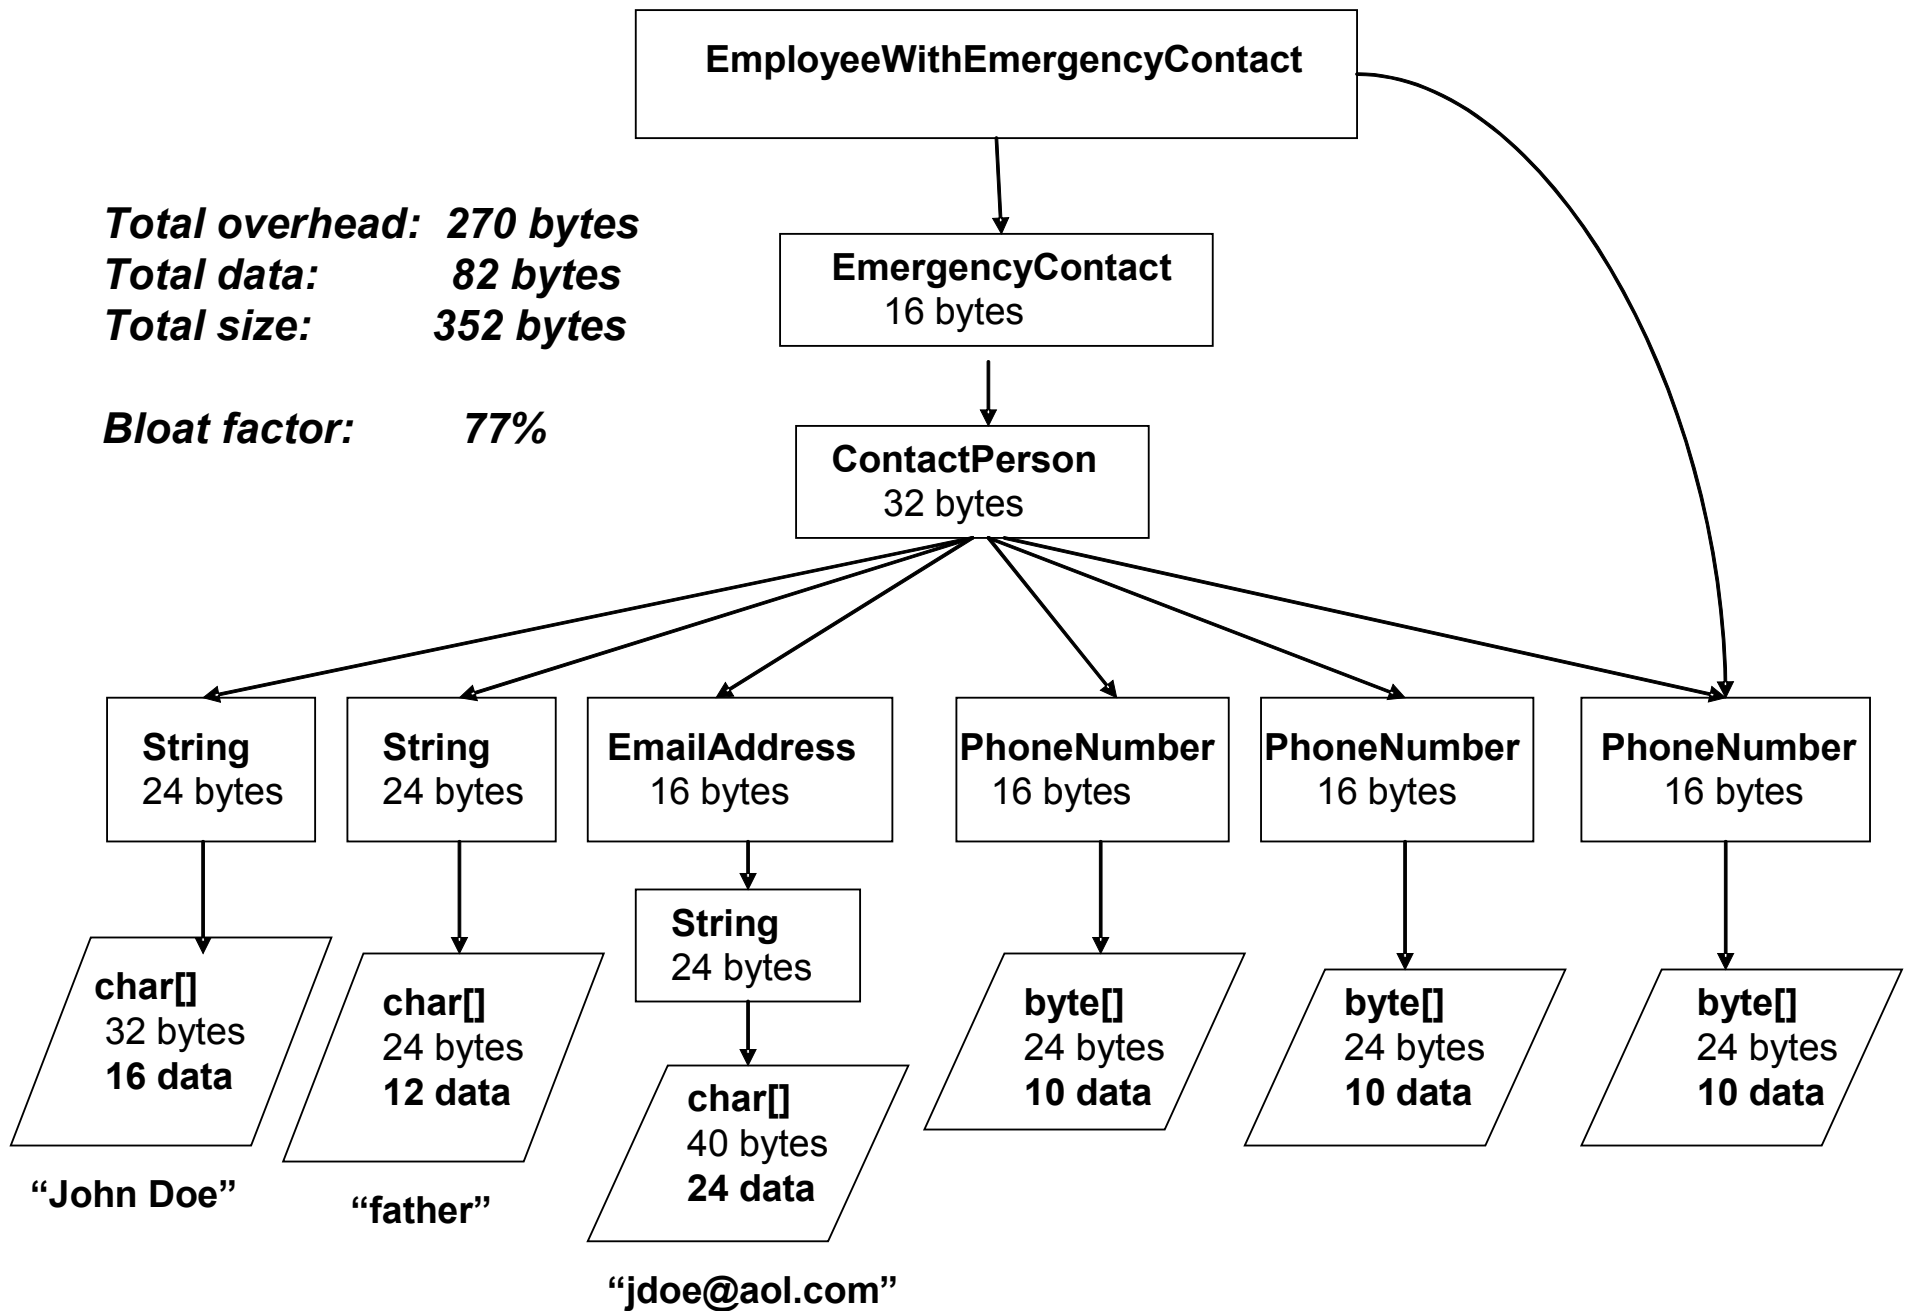 EmployeeWithEmergencyContact
Total overhead: 270 bytes
Total data: 82 bytes
Total size: 352 bytes
Bloat factor: 77%
EmergencyContact
16 bytes
ContactPerson
32 bytes
String
24 bytes
String
24 bytes
EmailAddress
16 bytes
PhoneNumber
16 bytes
PhoneNumber
16 bytes
PhoneNumber
16 bytes
char[]
32 bytes
16 data
“John Doe”
char[]
24 bytes
12 data
“father”
String
24 bytes
char[]
40 bytes
24 data
“jdoe@aol.com”
byte[]
24 bytes
10 data
byte[]
24 bytes
10 data
byte[]
24 bytes
10 data